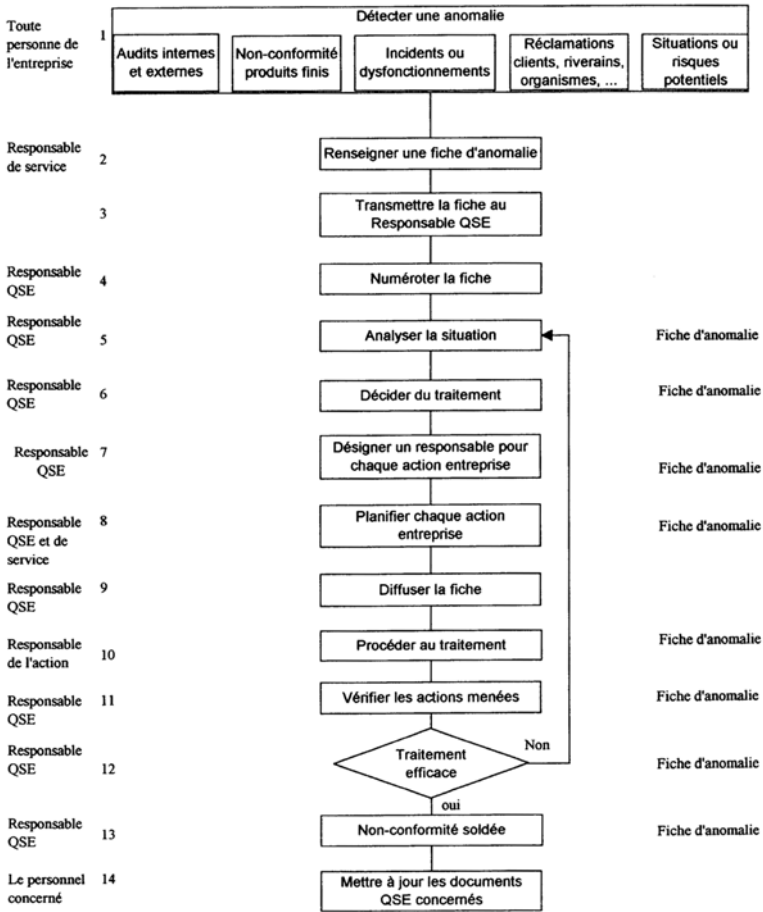 Toute
personne de
l'entreprise
1
Détecter une anomalie
Audits internes
et externes
Non-conformité
produits finis
Incidents ou
dysfonctionnements
Réclamations
clients, riverains,
organismes, ...
Situations ou
risques
potentiels
Responsable
de service
2
Renseigner une fiche d'anomalie
3
Transmettre la fiche au
Responsable QSE
Responsable
QSE
4
Numéroter la fiche
Responsable
QSE
5
Analyser la situation
Fiche d'anomalie
Responsable
QSE
6
Décider du traitement
Fiche d'anomalie
Responsable
QSE
7
Désigner un responsable pour
chaque action entreprise
Fiche d'anomalie
Responsable
QSE et de
service
8
Planifier chaque action
entreprise
Fiche d'anomalie
Responsable
QSE
9
Diffuser la fiche
Responsable
de l'action
10
Procéder au traitement
Fiche d'anomalie
Responsable
QSE
11
Vérifier les actions menées
Fiche d'anomalie
Responsable
QSE
12
Traitement
efficace
Non
Fiche d'anomalie
oui
Responsable
QSE
13
Non-conformité soldée
Fiche d'anomalie
Le personnel
concerné
14
Mettre à jour les documents
QSE concernés